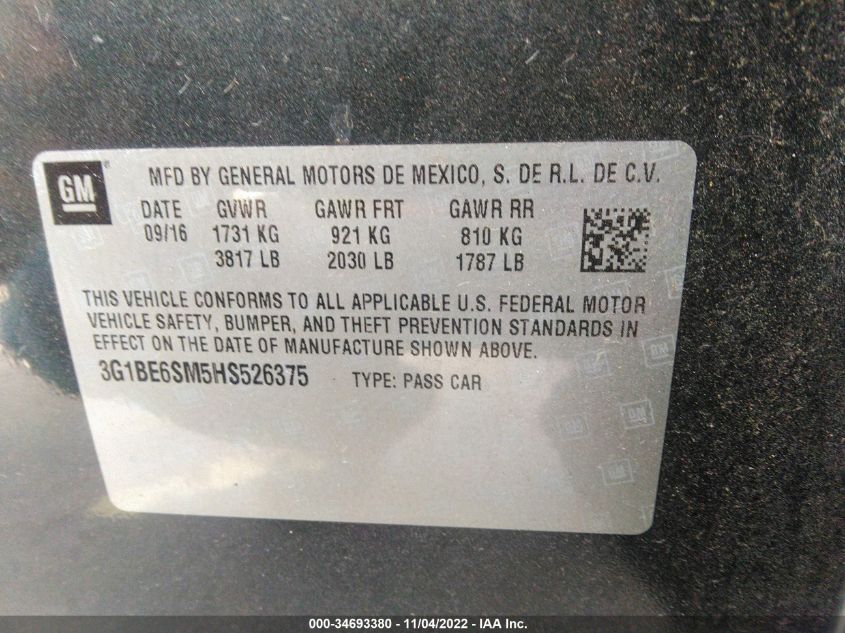 GM
MFD BY GENERAL MOTORS DE MEXICO, S. DE R.L. DE C.V.
DATE GVWR GAWR FRT GAWR RR
09/16 1731 KG 921 KG 810 KG
3817 LB 2030 LB 1787 LB
THIS VEHICLE CONFORMS TO ALL APPLICABLE U.S. FEDERAL MOTOR
VEHICLE SAFETY, BUMPER, AND THEFT PREVENTION STANDARDS IN
EFFECT ON THE DATE OF MANUFACTURE SHOWN ABOVE.
3G1BE6SM5HS526375 TYPE: PASS CAR
000-34693380 - 11/04/2022 - IAA Inc.